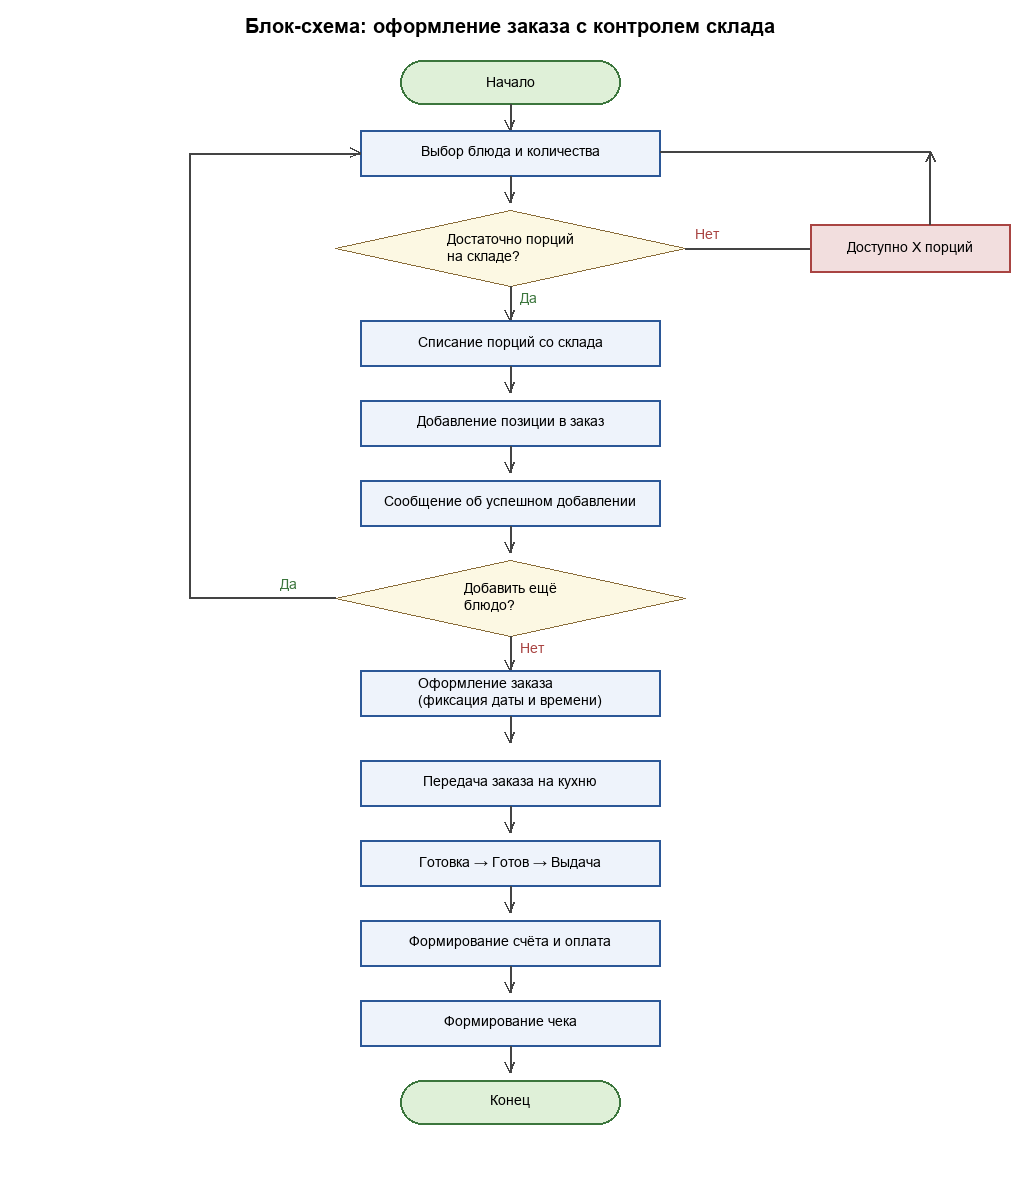 Блок-схема: оформление заказа с контролем склада
Начало
Выбор блюда и количества
Достаточно порций
на складе?
Нет
Доступно X порций
Да
Списание порций со склада
Добавление позиции в заказ
Сообщение об успешном добавлении
Да
Добавить ещё
блюдо?
Нет
Оформление заказа
(фиксация даты и времени)
Передача заказа на кухню
Готовка → Готов → Выдача
Формирование счёта и оплата
Формирование чека
Конец